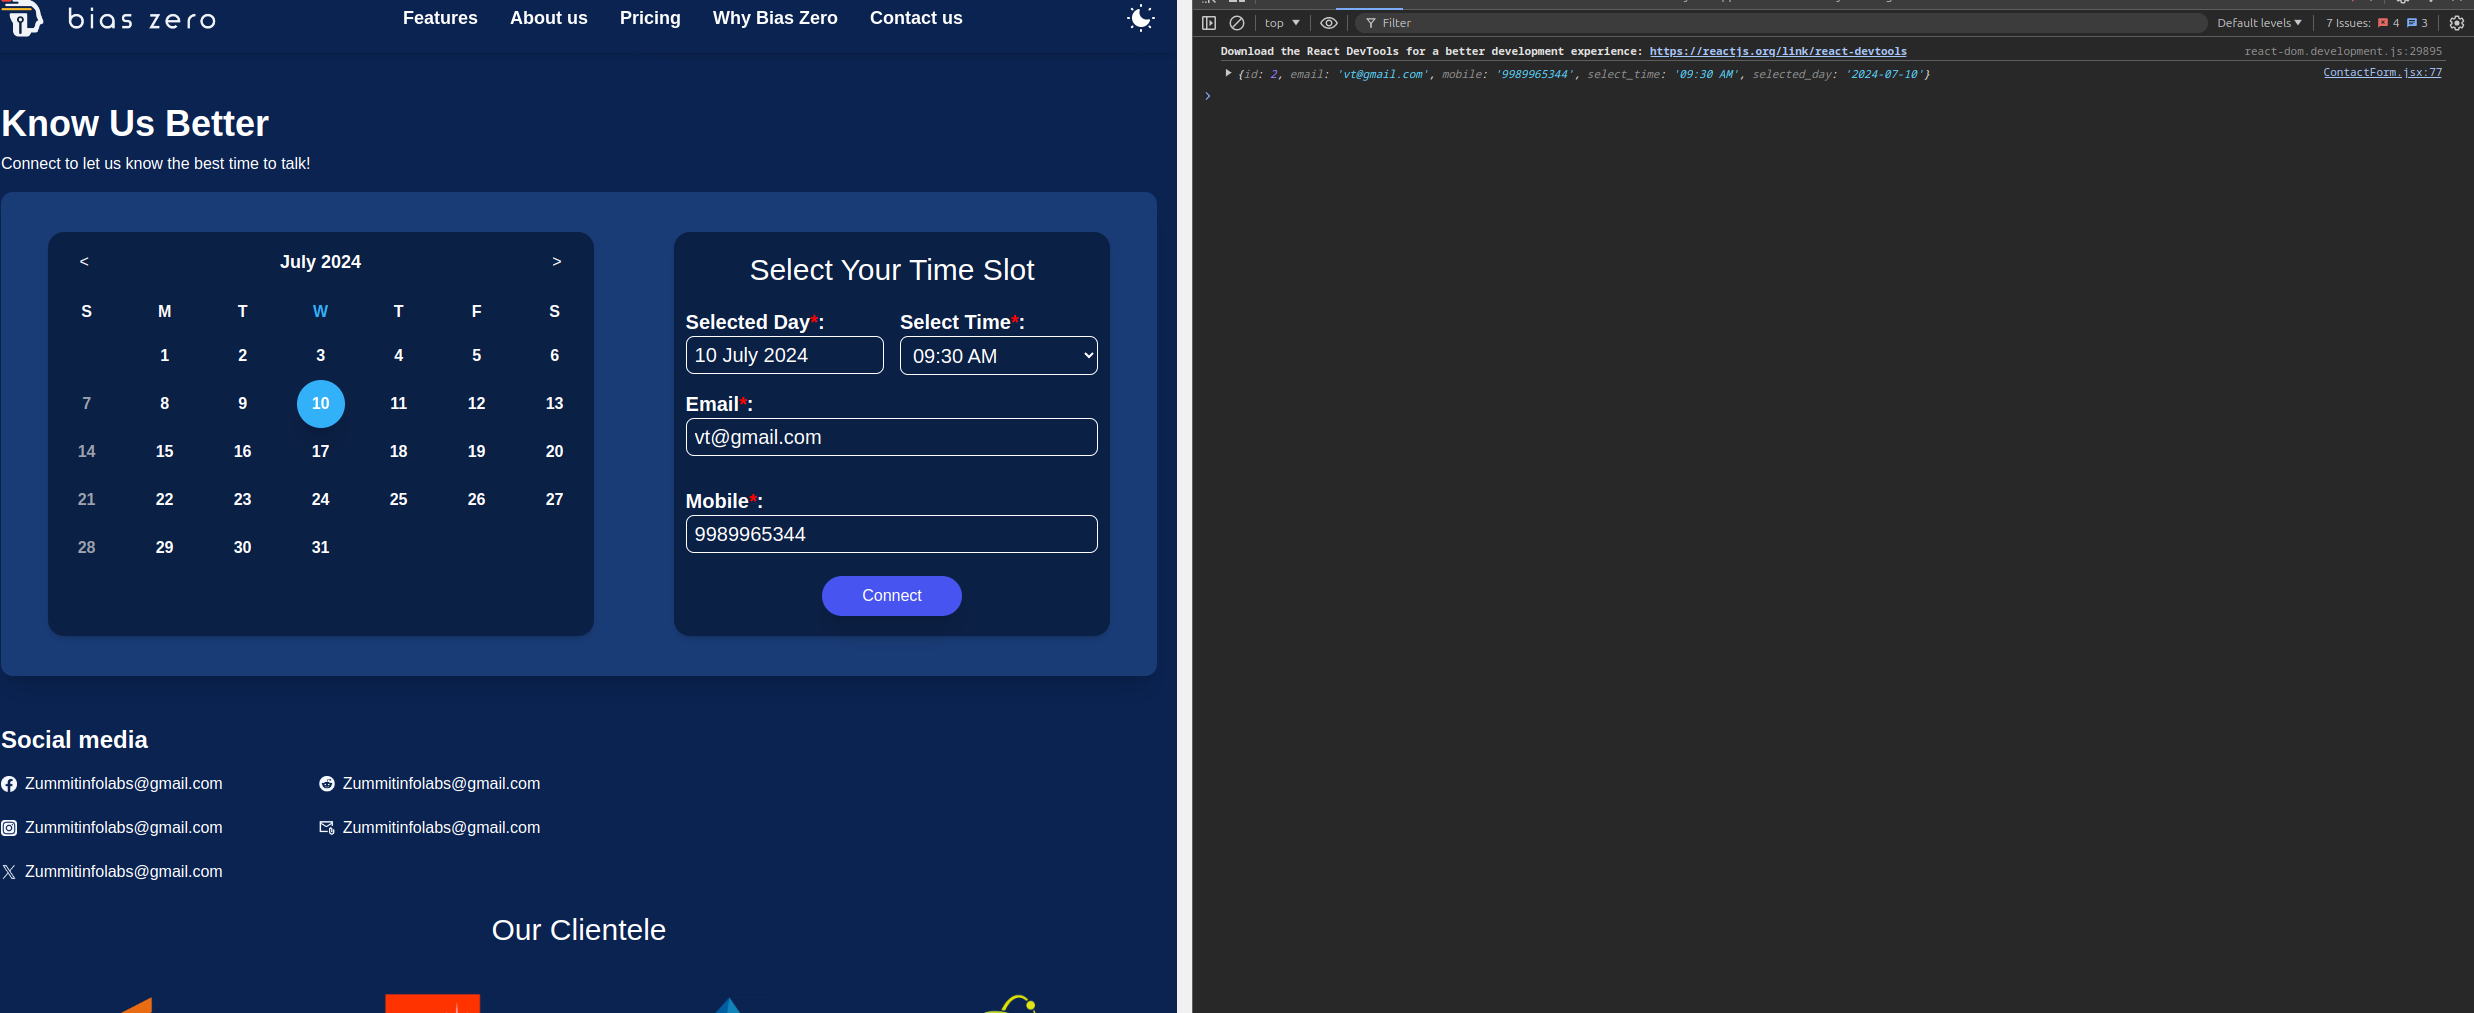 bias zero
Features About us Pricing Why Bias Zero Contact us
Know Us Better
Connect to let us know the best time to talk!
< July 2024 >
S M T W T F S
1 2 3 4 5 6
7 8 9 10 11 12 13
14 15 16 17 18 19 20
21 22 23 24 25 26 27
28 29 30 31
Select Your Time Slot
Selected Day*: Select Time*:
10 July 2024 09:30 AM
Email*:
vt@gmail.com
Mobile*:
9989965344
Connect
Social media
Zummitinfolabs@gmail.com Zummitinfolabs@gmail.com
Zummitinfolabs@gmail.com Zummitinfolabs@gmail.com
Zummitinfolabs@gmail.com
Our Clientele
top Filter Default levels 7 Issues: 4 3
Download the React DevTools for a better development experience: https://reactjs.org/link/react-devtools react-dom.development.js:29895
{id: 2, email: 'vt@gmail.com', mobile: '9989965344', select_time: '09:30 AM', selected_day: '2024-07-10'} ContactForm.jsx:77
>